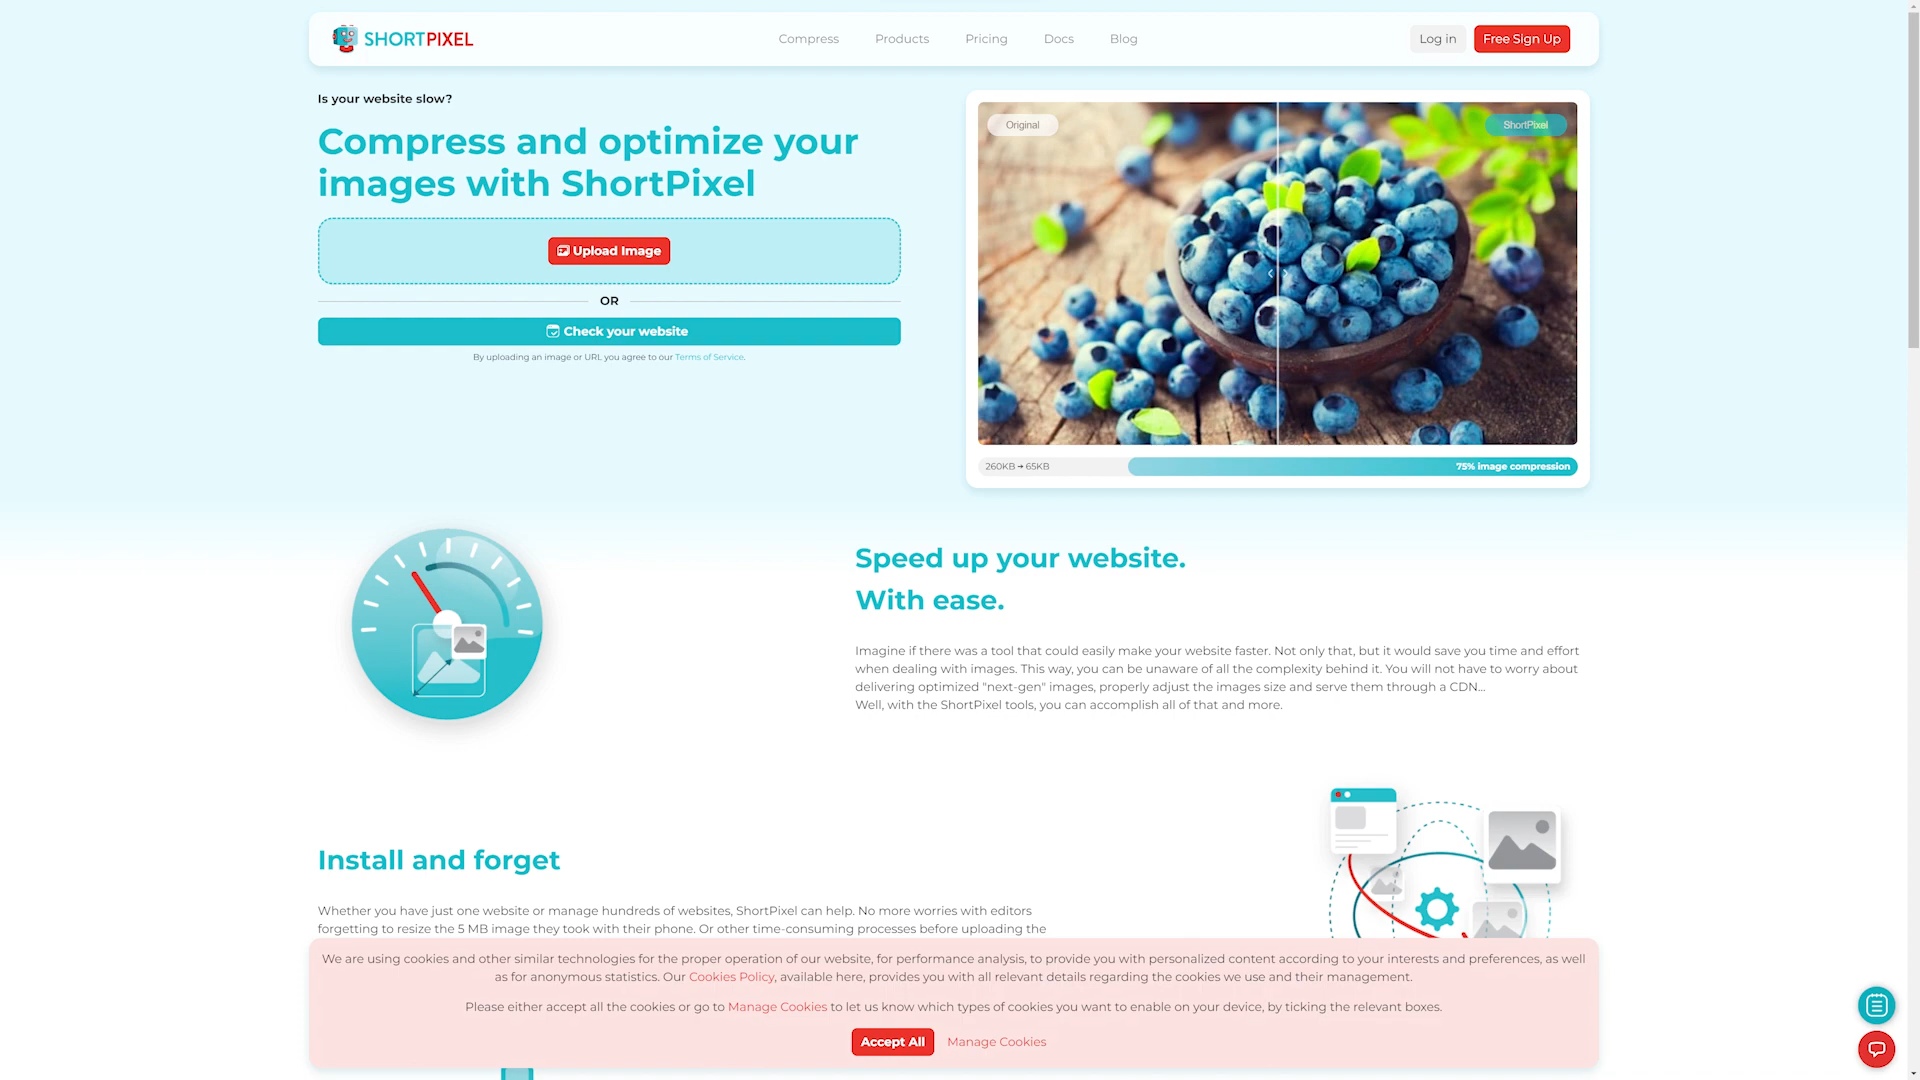 SHORTPIXEL
Compress
Products
Pricing
Docs
Blog
Log in
Free Sign Up
Is your website slow?
Compress and optimize your
images with ShortPixel
Upload Image
OR
Check your website
By uploading an image or URL you agree to our Terms of Service.
Original
ShortPixel
260KB → 65KB
75% image compression
Speed up your website.
With ease.
Imagine if there was a tool that could easily make your website faster. Not only that, but it would save you time and effort
when dealing with images. This way, you can be unaware of all the complexity behind it. You will not have to worry about
delivering optimized "next-gen" images, properly adjust the images size and serve them through a CDN...
Well, with the ShortPixel tools, you can accomplish all of that and more.
Install and forget
Whether you have just one website or manage hundreds of websites, ShortPixel can help. No more worries with editors
forgetting to resize the 5 MB image they took with their phone. Or other time-consuming processes before uploading the
We are using cookies and other similar technologies for the proper operation of our website, for performance analysis, to provide you with personalized content according to your interests and preferences, as well
as for anonymous statistics. Our Cookies Policy, available here, provides you with all relevant details regarding the cookies we use and their management.
Please either accept all the cookies or go to Manage Cookies to let us know which types of cookies you want to enable on your device, by ticking the relevant boxes.
Accept All
Manage Cookies